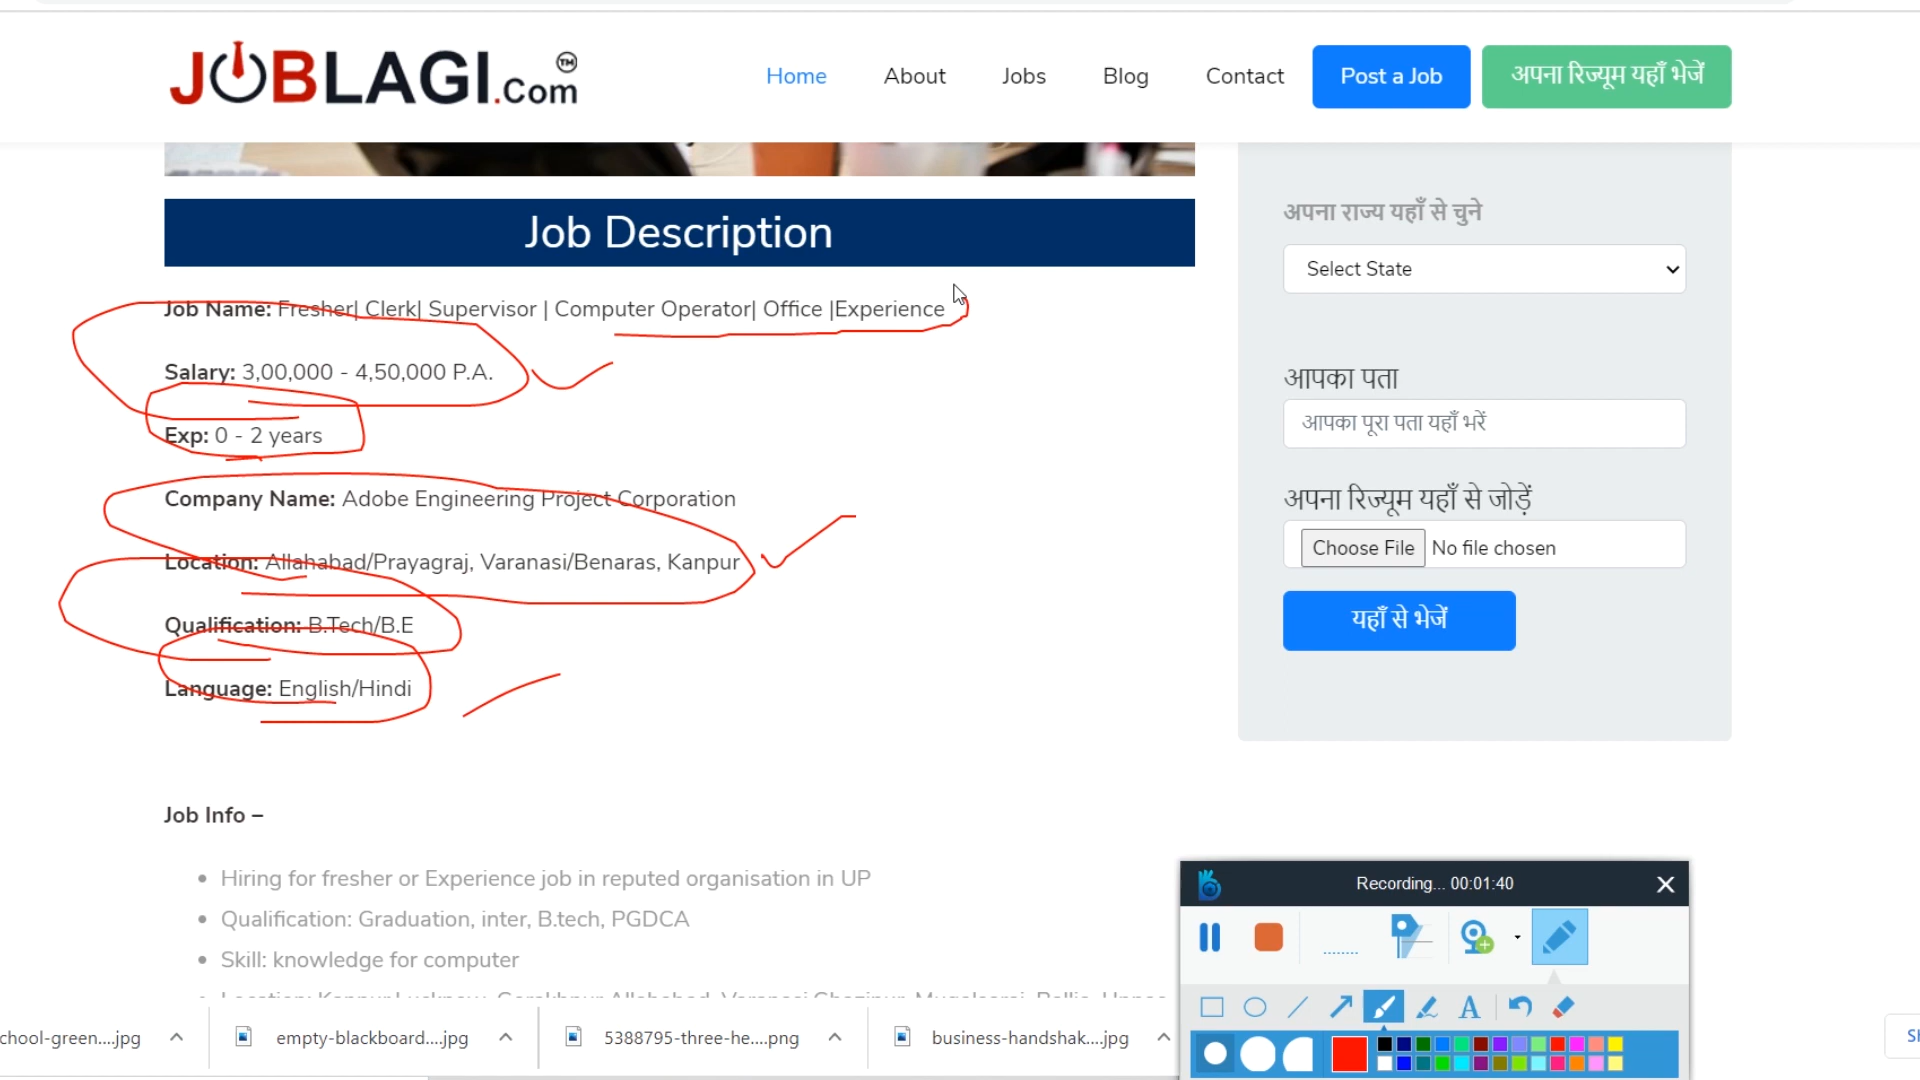 JOBLAGI.Com TM
Home About Jobs Blog Contact Post a Job अपना रिज्यूम यहाँ भेजें
Job Description
Job Name: Fresher| Clerk| Supervisor | Computer Operator| Office |Experience
Salary: 3,00,000 - 4,50,000 P.A.
Exp: 0 - 2 years
Company Name: Adobe Engineering Project Corporation
Location: Allahabad/Prayagraj, Varanasi/Benaras, Kanpur
Qualification: B.Tech/B.E
Language: English/Hindi
Job Info –
Hiring for fresher or Experience job in reputed organisation in UP
Qualification: Graduation, inter, B.tech, PGDCA
Skill: knowledge for computer
अपना राज्य यहाँ से चुने
Select State
आपका पता
आपका पूरा पता यहाँ भरें
अपना रिज्यूम यहाँ से जोड़ें
Choose File No file chosen
यहाँ से भेजें
Recording... 00:01:40
A
chool-green....jpg empty-blackboard....jpg 5388795-three-he....png business-handshak....jpg